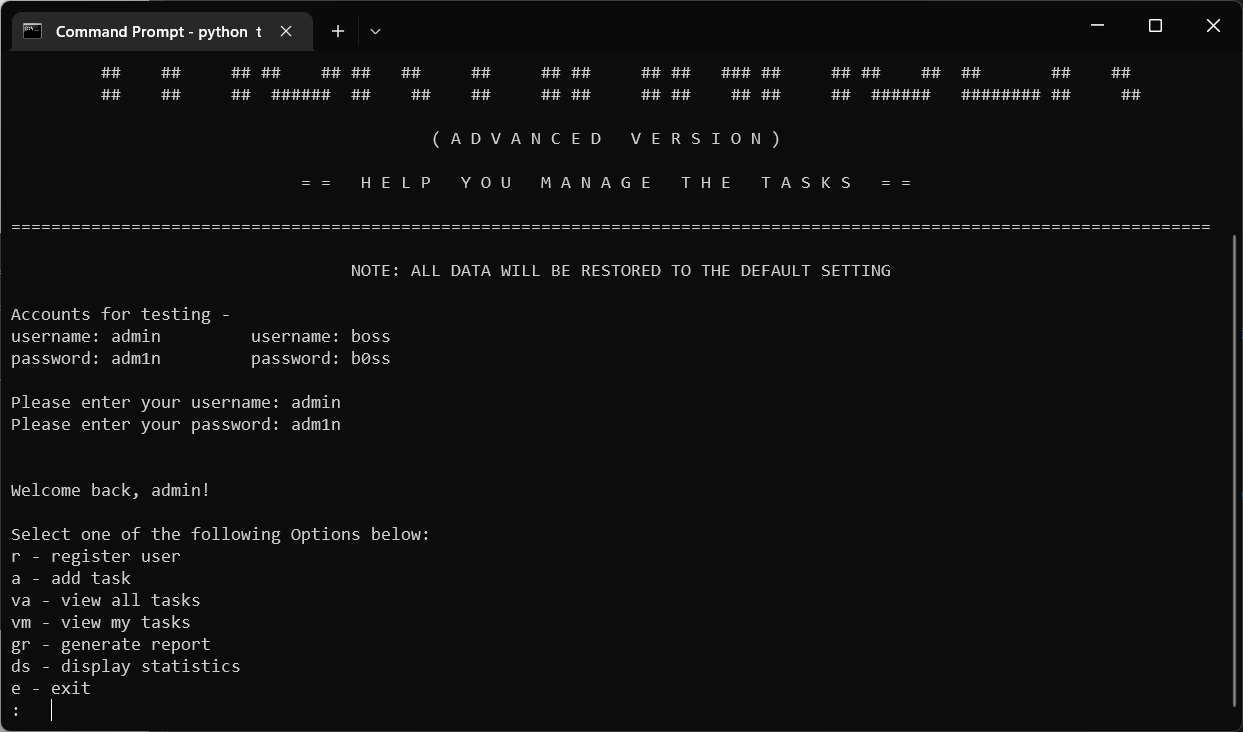 Command Prompt - python t
##    ##     ## ##    ## ##   ##     ##     ## ##     ## ##   ### ##     ## ##    ##  ##       ##    ##
##    ##     ##  ######  ##    ##    ##     ## ##     ## ##    ## ##     ##  ######   ######## ##     ##
( A D V A N C E D   V E R S I O N )
= =   H E L P   Y O U   M A N A G E   T H E   T A S K S   = =
========================================================================================================================
NOTE: ALL DATA WILL BE RESTORED TO THE DEFAULT SETTING
Accounts for testing -
username: admin         username: boss
password: adm1n         password: b0ss
Please enter your username: admin
Please enter your password: adm1n
Welcome back, admin!
Select one of the following Options below:
r - register user
a - add task
va - view all tasks
vm - view my tasks
gr - generate report
ds - display statistics
e - exit
: